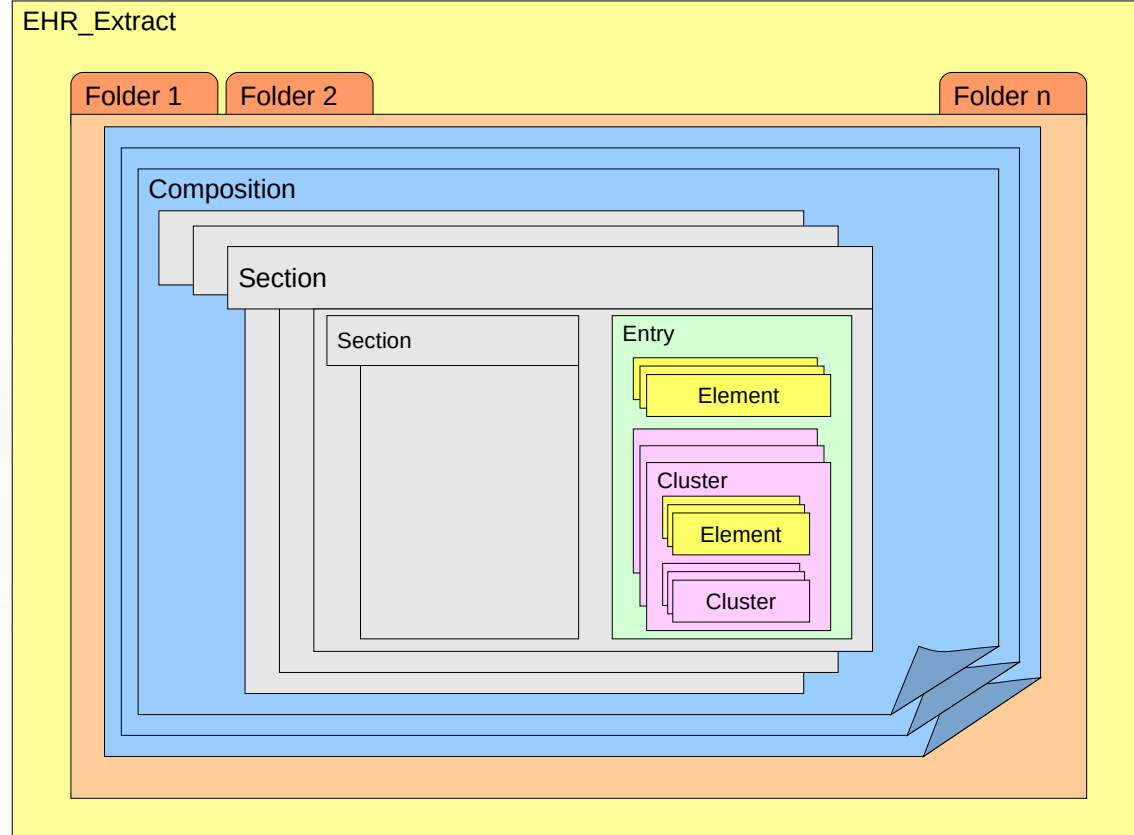 EHR_Extract
Folder 1
Folder 2
Folder n
Composition
Section
Section
Entry
Element
Cluster
Element
Cluster